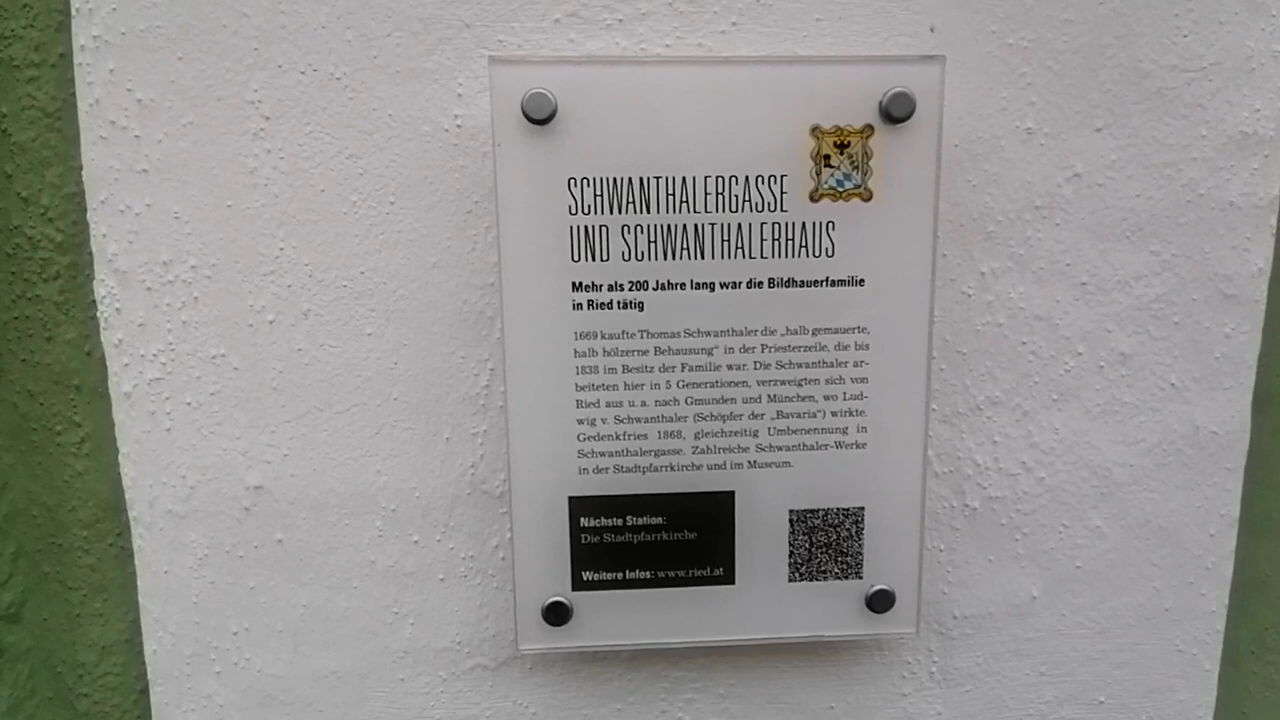 SCHWANTHALERGASSE
UND SCHWANTHALERHAUS
Mehr als 200 Jahre lang war die Bildhauerfamilie
in Ried tätig
1669 kaufte Thomas Schwanthaler die „halb gemauerte,
halb hölzerne Behausung“ in der Priesterzeile, die bis
1838 im Besitz der Familie war. Die Schwanthaler ar-
beiteten hier in 5 Generationen, verzweigten sich von
Ried aus u. a. nach Gmunden und München, wo Lud-
wig v. Schwanthaler (Schöpfer der „Bavaria“) wirkte.
Gedenkfries 1868, gleichzeitig Umbenennung in
Schwanthalergasse. Zahlreiche Schwanthaler-Werke
in der Stadtpfarrkirche und im Museum.
Nächste Station:
Die Stadtpfarrkirche
Weitere Infos: www.ried.at